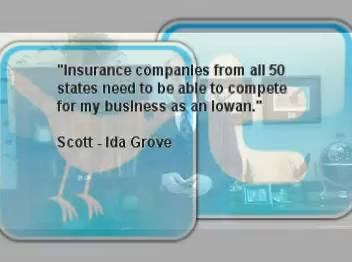 "Insurance companies from all 50
states need to be able to compete
for my business as an Iowan."
Scott - Ida Grove